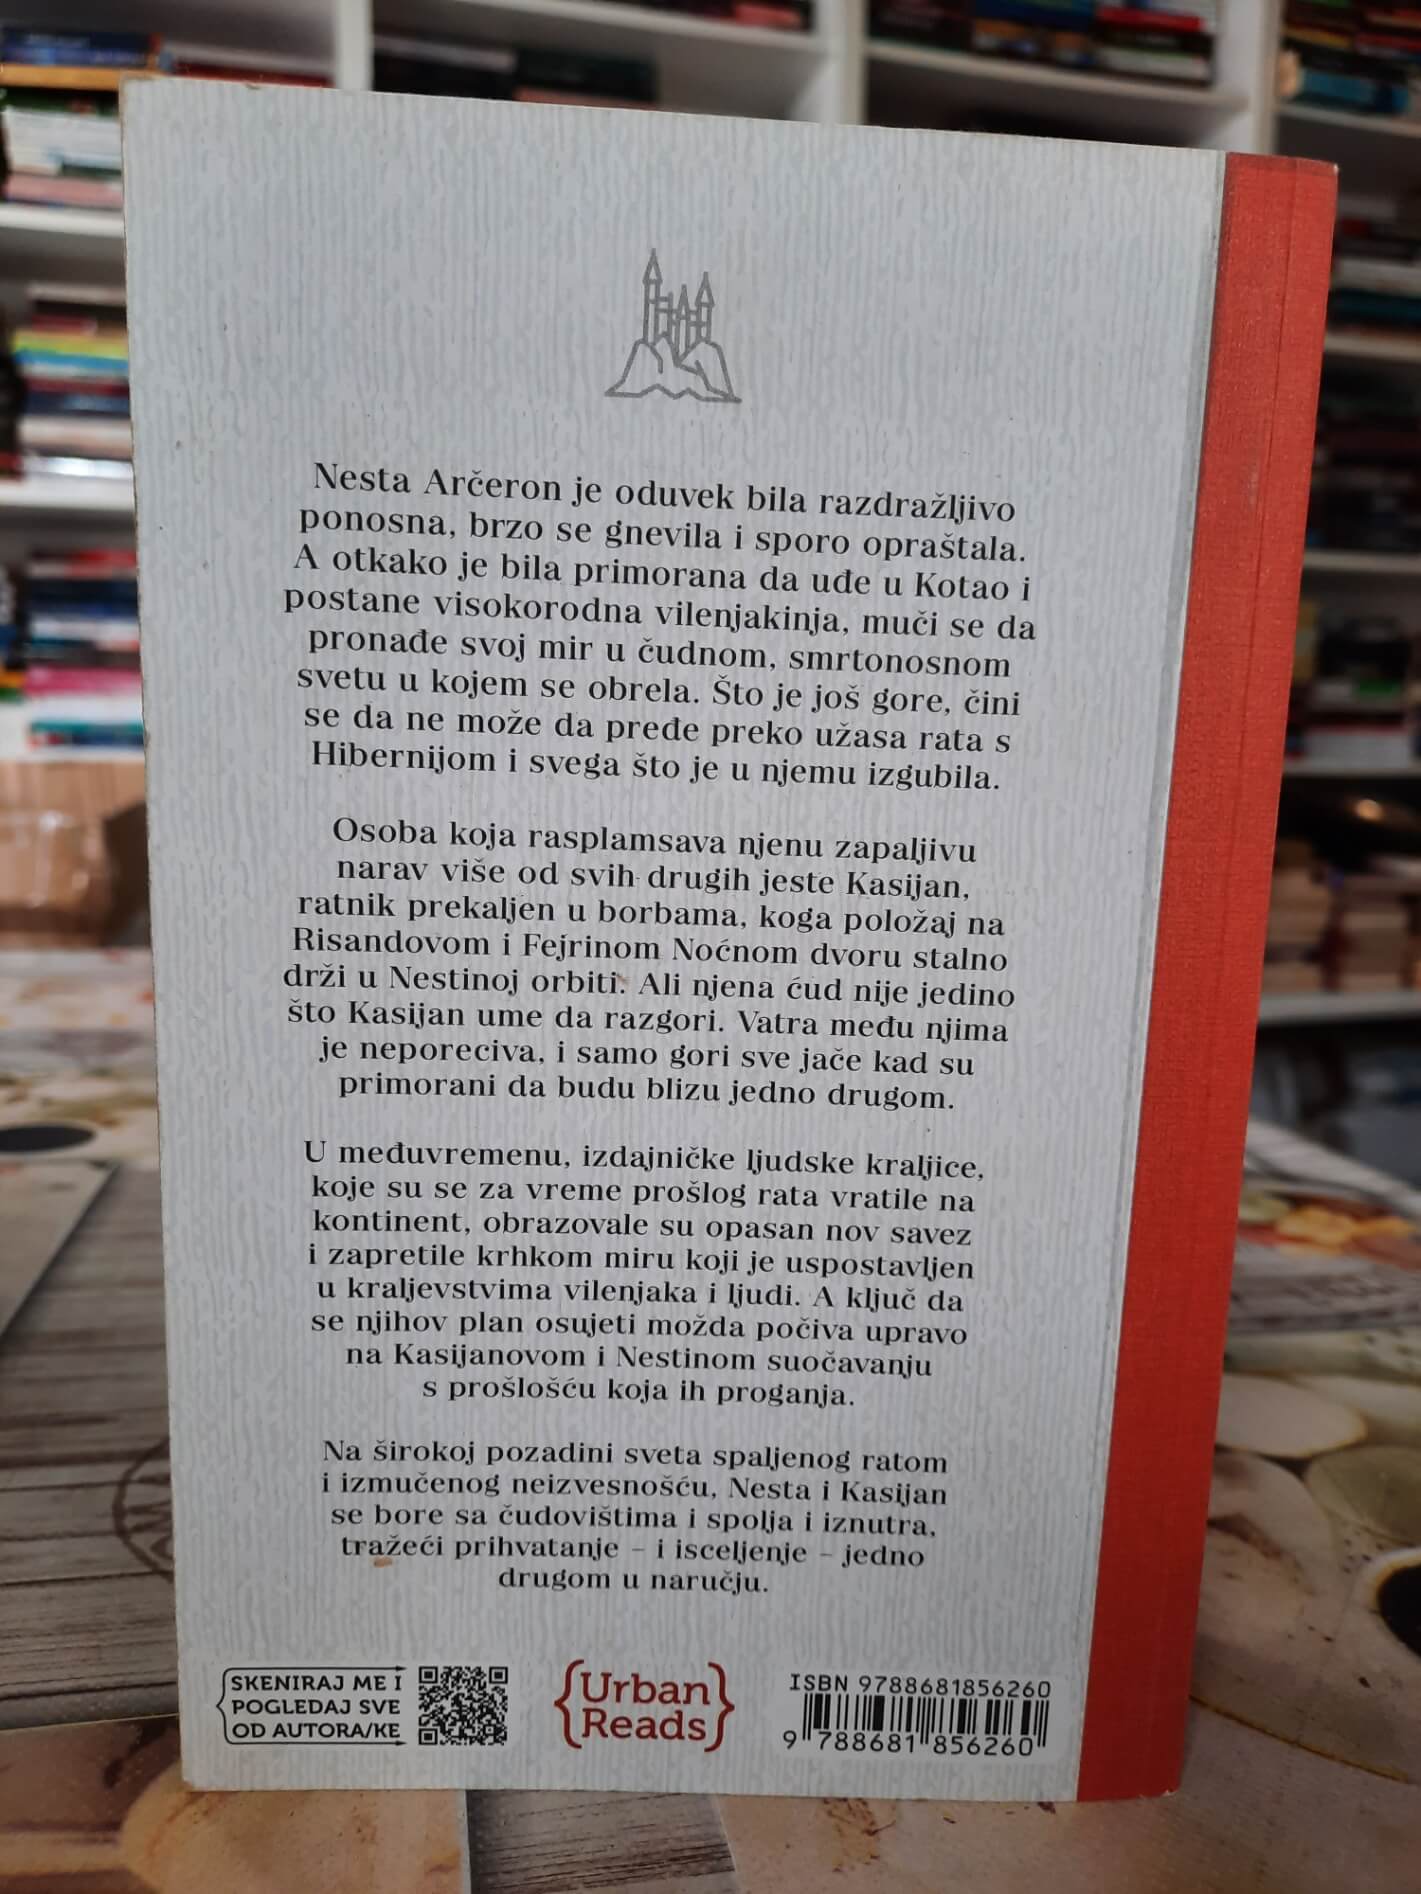 Nesta Arčeron je oduvek bila razdražljivo
ponosna, brzo se gnevila i sporo opraštala.
A otkako je bila primorana da uđe u Kotao i
postane visokorodna vilenjakinja, muči se da
pronađe svoj mir u čudnom, smrtonosnom
svetu u kojem se obrela. Što je još gore, čini
se da ne može da pređe preko užasa rata s
Hibernijom i svega što je u njemu izgubila.
Osoba koja rasplamsava njenu zapaljivu
narav više od svih drugih jeste Kasijan,
ratnik prekaljen u borbama, koga položaj na
Risandovom i Fejrinom Noćnom dvoru stalno
drži u Nestinoj orbiti. Ali njena ćud nije jedino
što Kasijan ume da razgori. Vatra među njima
je neporeciva, i samo gori sve jače kad su
primorani da budu blizu jedno drugom.
U međuvremenu, izdajničke ljudske kraljice,
koje su se za vreme prošlog rata vratile na
kontinent, obrazovale su opasan nov savez
i zapretile krhkom miru koji je uspostavljen
u kraljevstvima vilenjaka i ljudi. A ključ da
se njihov plan osujeti možda počiva upravo
na Kasijanovom i Nestinom suočavanju
s prošlošću koja ih proganja.
Na širokoj pozadini sveta spaljenog ratom
i izmučenog neizvesnošću, Nesta i Kasijan
se bore sa čudovištima i spolja i iznutra,
tražeći prihvatanje – i isceljenje – jedno
drugom u naručju.
SKENIRAJ ME I
POGLEDAJ SVE
OD AUTORA/KE
{Urban
Reads}
ISBN 9788681856260
9 788681 856260